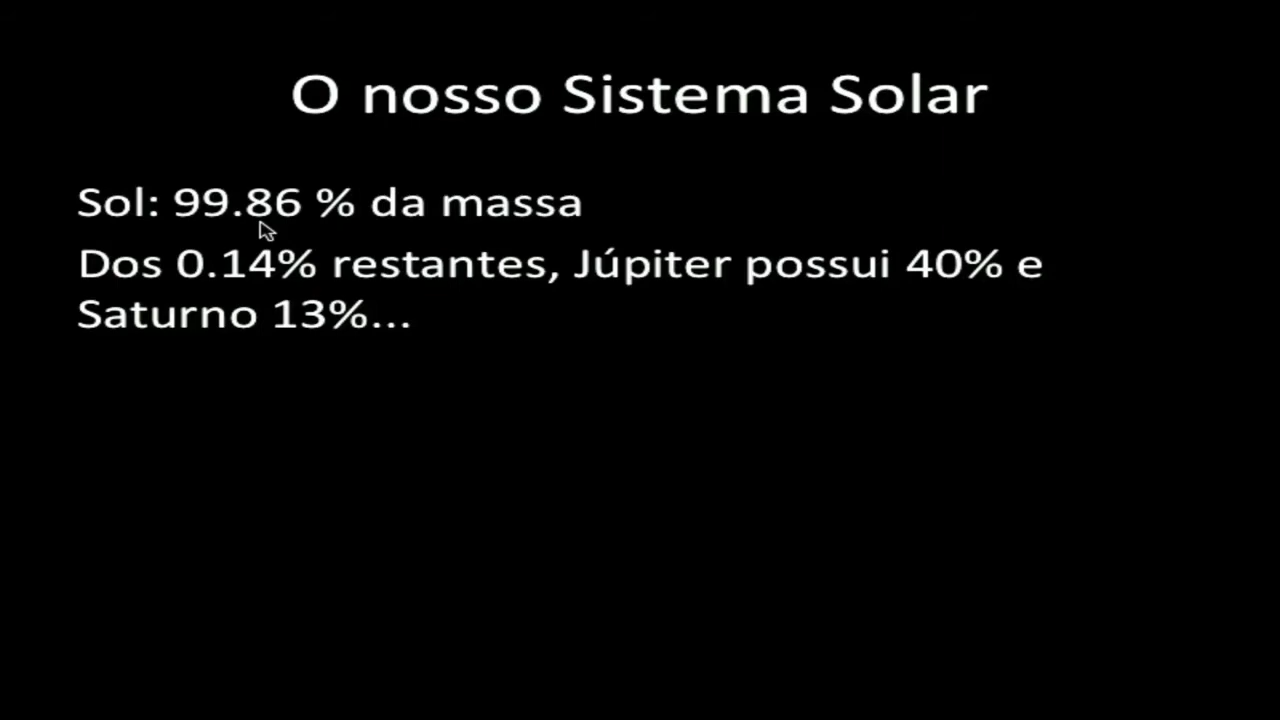 O nosso Sistema Solar
Sol: 99.86 % da massa
Dos 0.14% restantes, Júpiter possui 40% e
Saturno 13%...